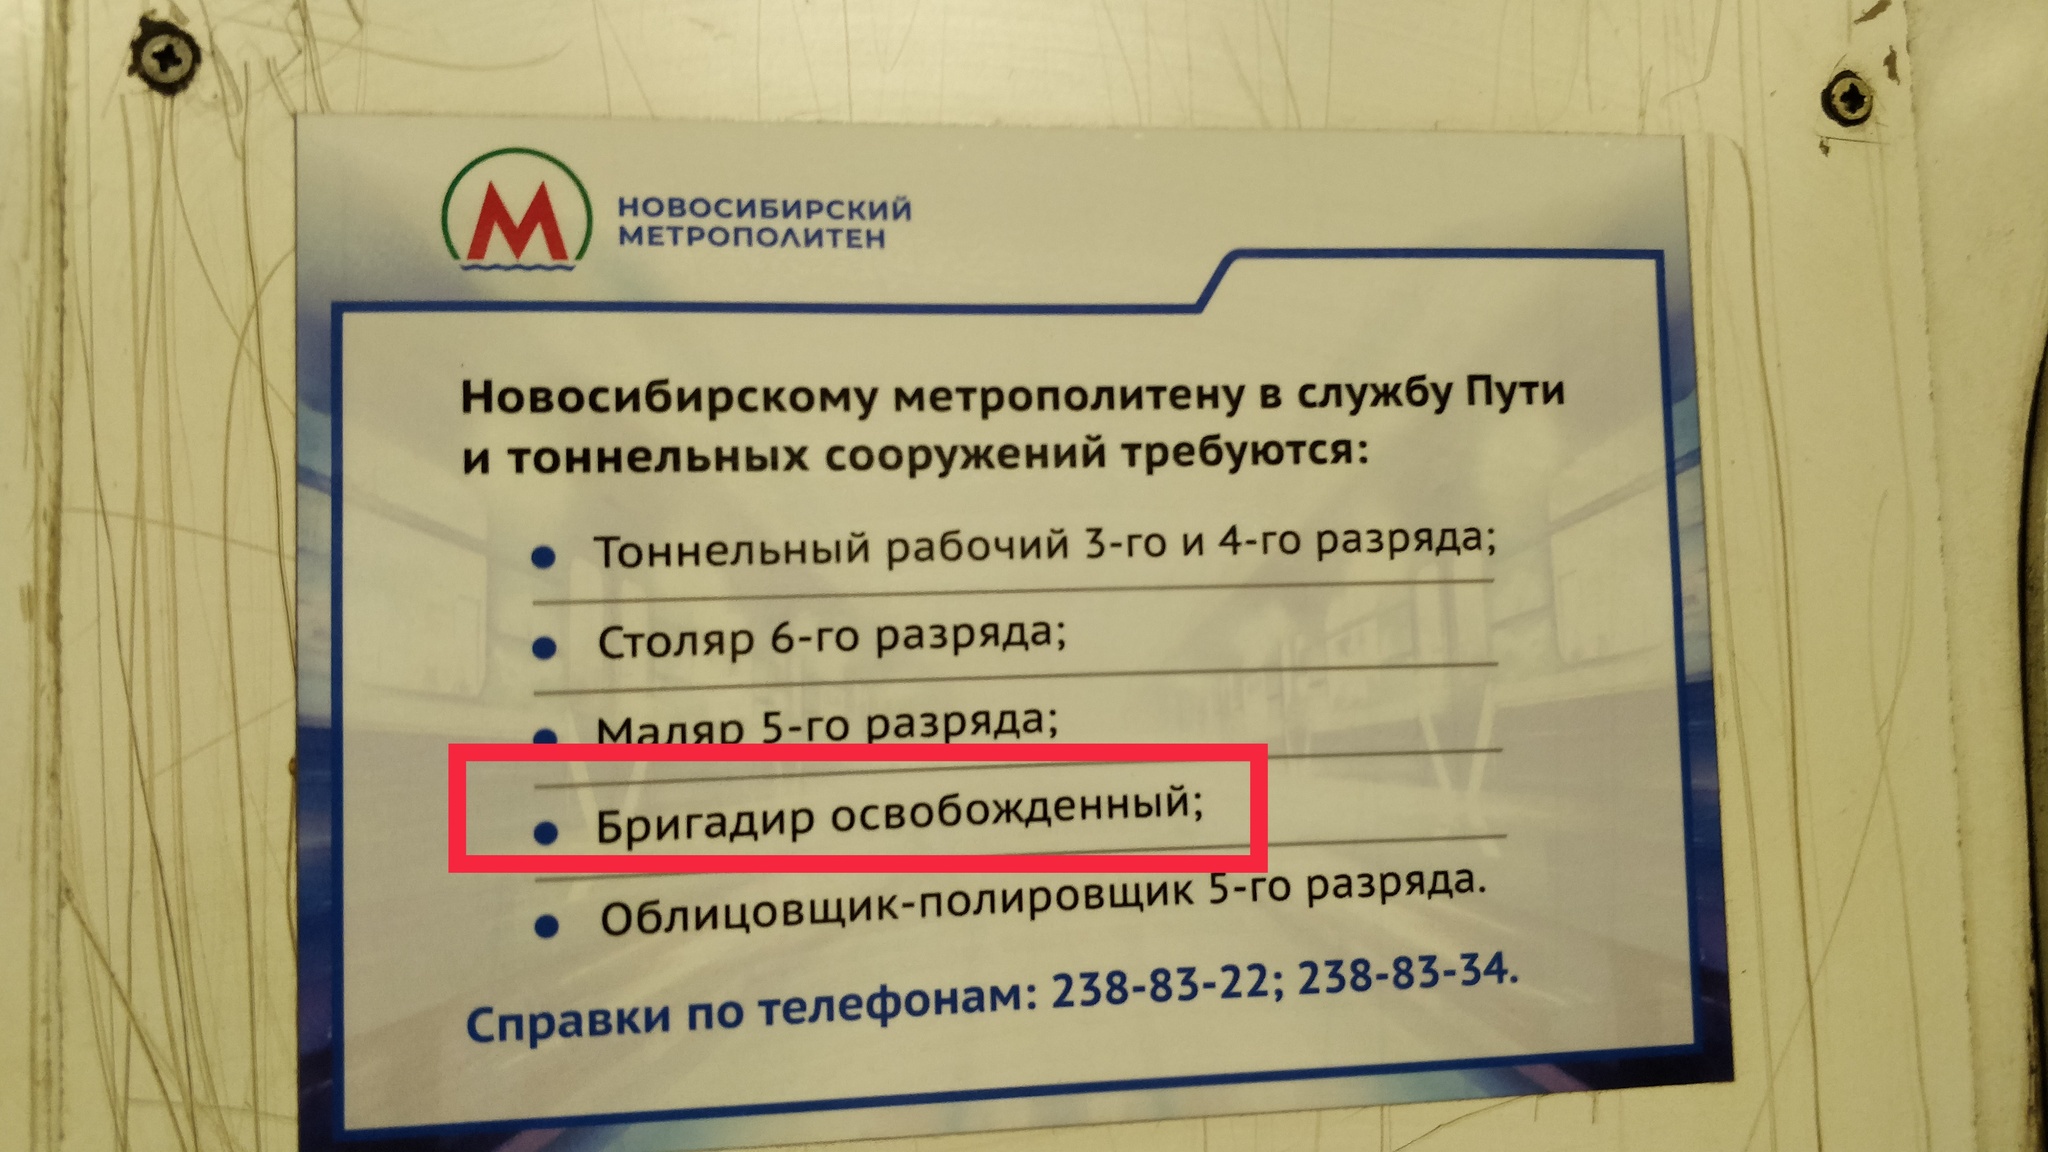 НОВОСИБИРСКИЙ
МЕТРОПОЛИТЕН
Новосибирскому метрополитену в службу Пути
и тоннельных сооружений требуются:
Тоннельный рабочий 3-го и 4-го разряда;
Столяр 6-го разряда;
Маляр 5-го разряда;
Бригадир освобожденный;
Облицовщик-полировщик 5-го разряда.
Справки по телефонам: 238-83-22; 238-83-34.